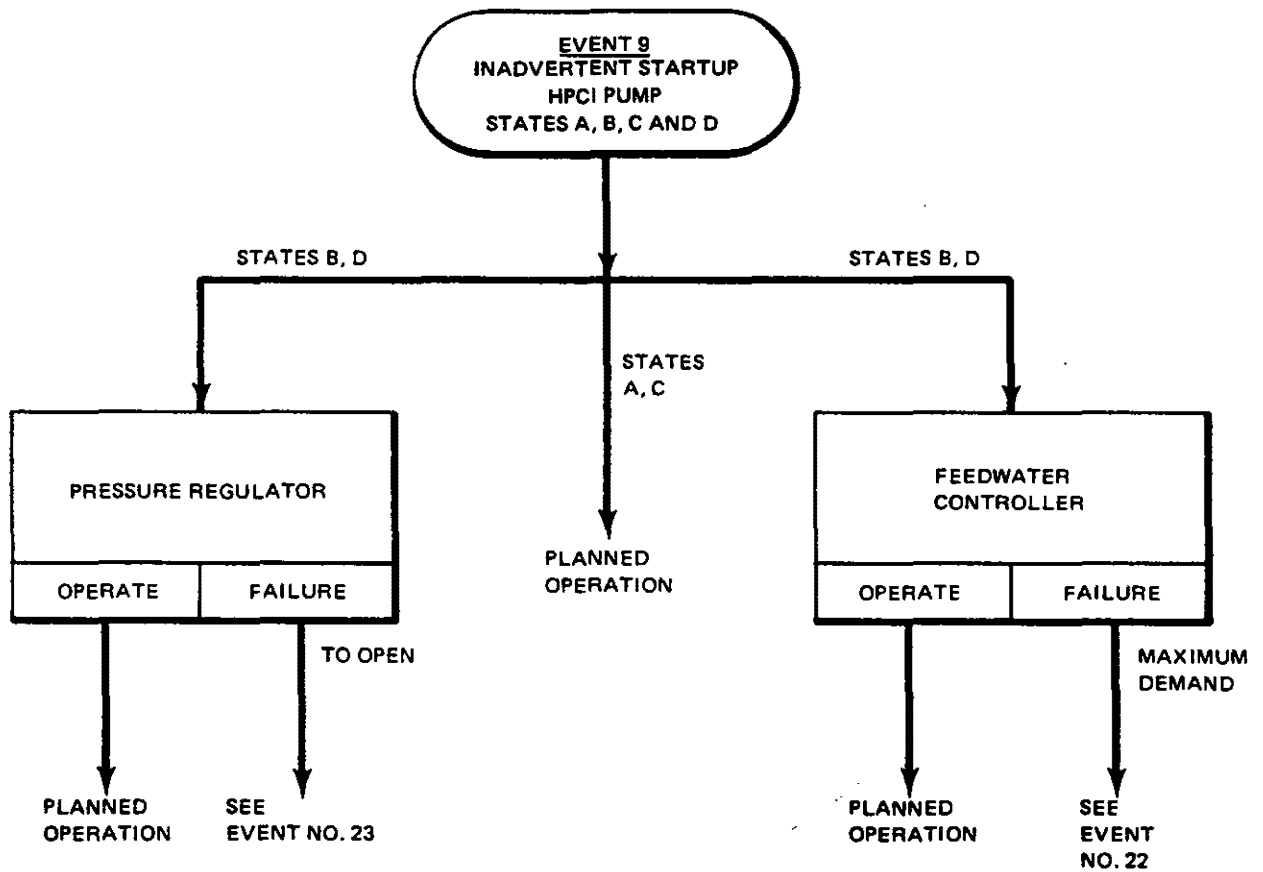 EVENT 9
INADVERTENT STARTUP
HPCI PUMP
STATES A, B, C AND D
STATES B, D
STATES B, D
STATES
A, C
PRESSURE REGULATOR
FEEDWATER
CONTROLLER
PLANNED
OPERATION
OPERATE
FAILURE
OPERATE
FAILURE
TO OPEN
MAXIMUM
DEMAND
PLANNED
OPERATION
SEE
EVENT NO. 23
PLANNED
OPERATION
SEE
EVENT
NO. 22